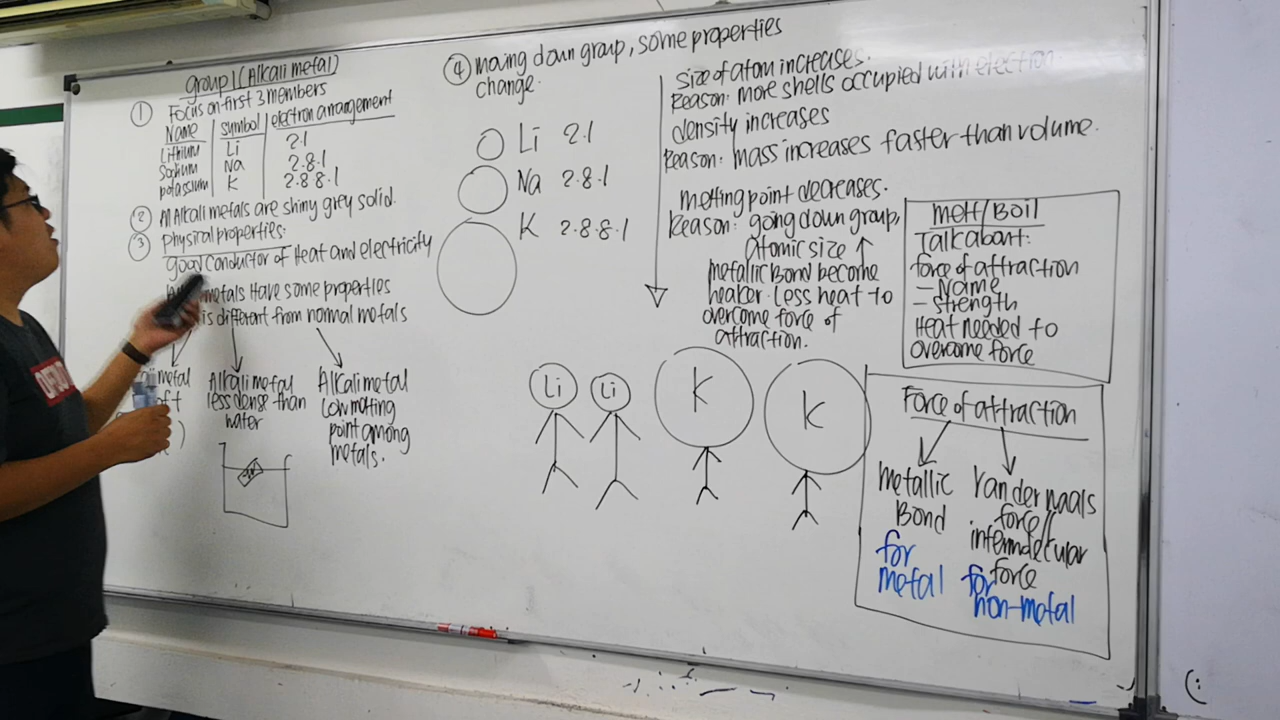 Group 1 (Alkali metal)
① Focus on first 3 members
Name symbol electron arrangement
Lithium Li 2.1
Sodium Na 2.8.1
potassium K 2.8.8.1
② All Alkali metals are shiny grey solid.
③ Physical properties:
good conductor of Heat and electricity
metals Have some properties
is different from normal metals
metal
Alkali metal
less dense than
water
Alkali metal
Low melting
point among
metals.
④ moving down group, some properties
change.
Li 2.1
Na 2.8.1
K 2.8.8.1
size of atom increases.
Reason: more shells occupied with electron
density increases
Reason: mass increases faster than volume.
melting point decreases.
Reason: going down group,
atomic size ↑
metallic Bond become
weaker. Less heat to
overcome force of
attraction.
melt/Boil
Talk about:
force of attraction
- Name
- strength
Heat needed to
overcome force
Li Li K K
Force of attraction
metallic
Bond
for
metal
Van der Waals
force //
intermolecular
force
for
non-metal
(: